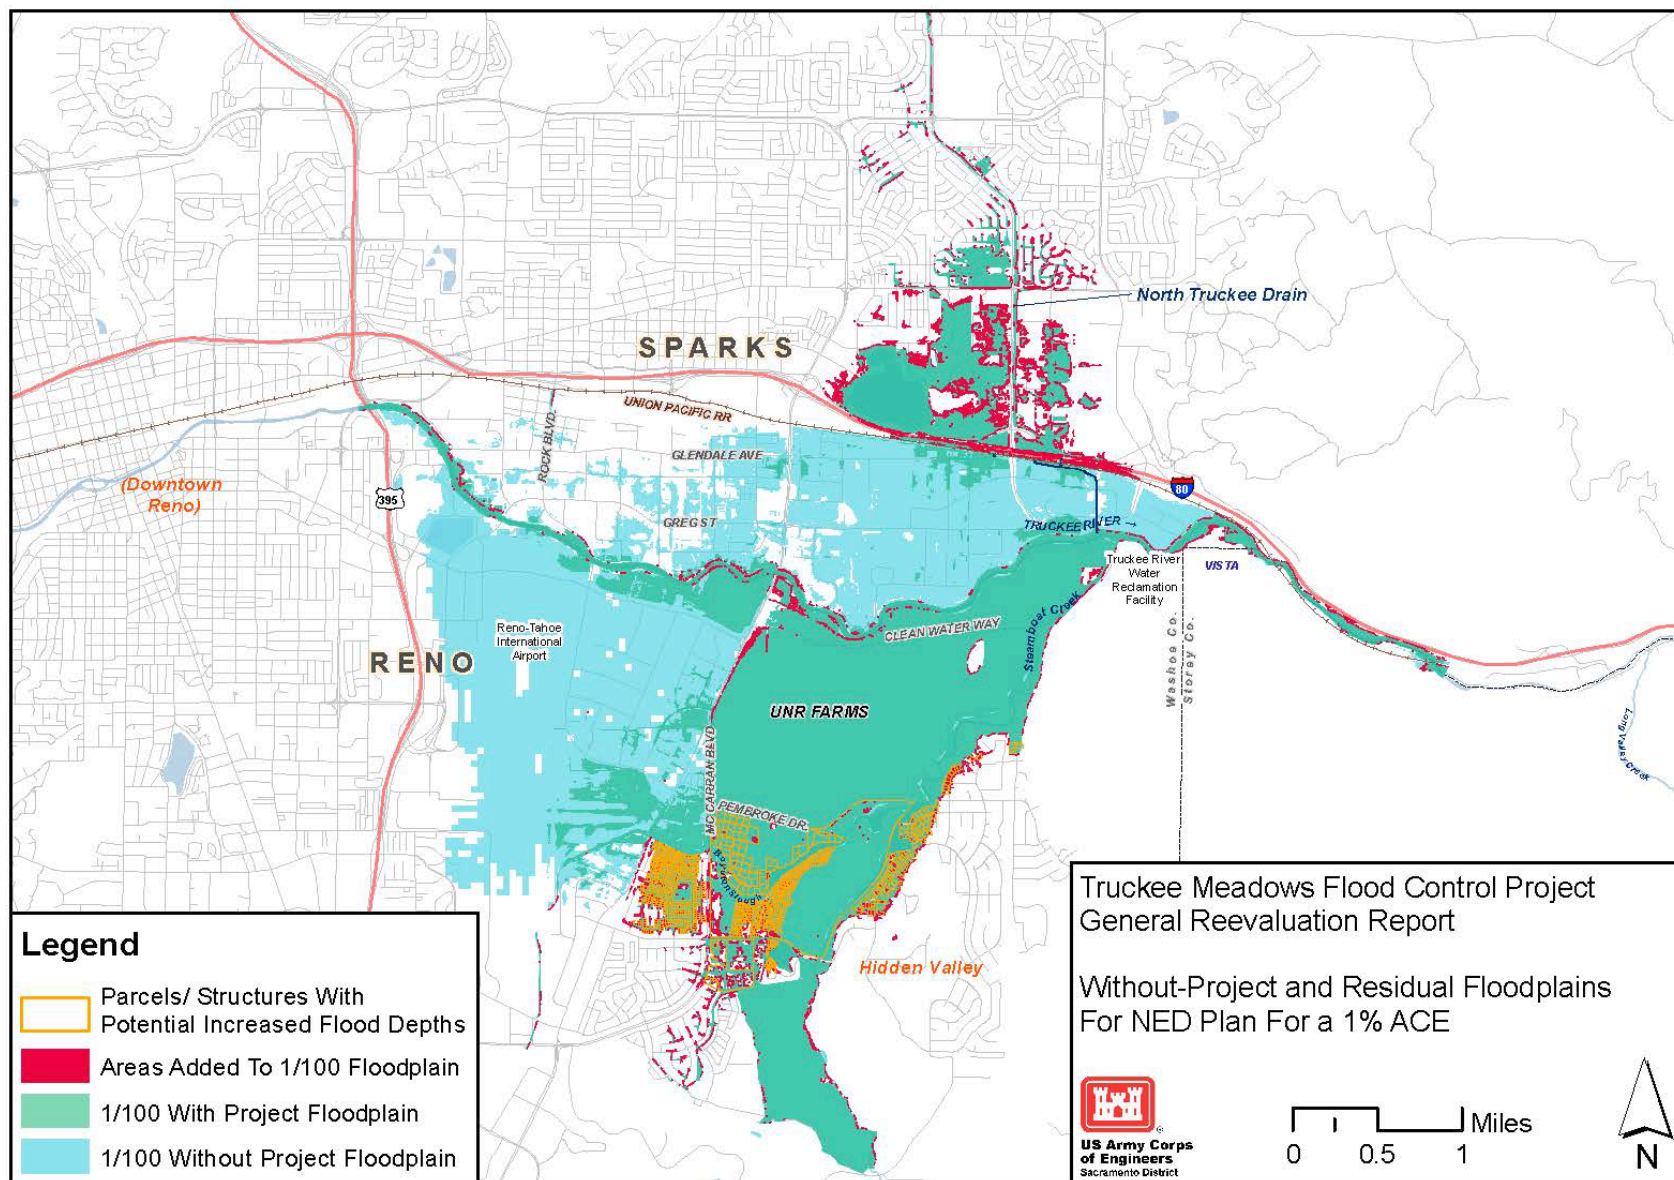 North Truckee Drain
SPARKS
UNION PACIFIC RR
ROCK BLVD.
GLENDALE AVE
(Downtown
Reno)
395
80
GREG ST
TRUCKEE RIVER →
Truckee River
Water
Reclamation
Facility
VISTA
Reno-Tahoe
International
Airport
CLEAN WATER WAY
Steamboat Creek
RENO
Washoe Co.
Storey Co.
UNR FARMS
Long Valley Creek
MC CARRAN BLVD
PEMBROKE DR.
Hidden Valley
Legend
Parcels/ Structures With
Potential Increased Flood Depths
Areas Added To 1/100 Floodplain
1/100 With Project Floodplain
1/100 Without Project Floodplain
Truckee Meadows Flood Control Project
General Reevaluation Report
Without-Project and Residual Floodplains
For NED Plan For a 1% ACE
US Army Corps
of Engineers
Sacramento District
®
Miles
0 0.5 1
N